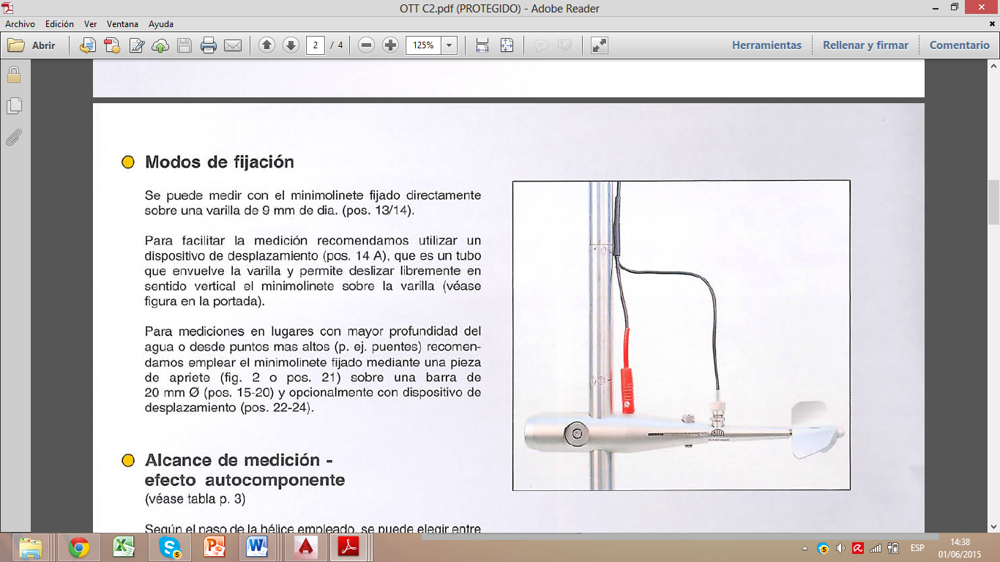 OTT C2.pdf (PROTEGIDO) - Adobe Reader
Archivo Edición Ver Ventana Ayuda
Abrir
2 / 4
125%
Herramientas
Rellenar y firmar
Comentario
Modos de fijación
Se puede medir con el minimolinete fijado directamente
sobre una varilla de 9 mm de dia. (pos. 13/14).
Para facilitar la medición recomendamos utilizar un
dispositivo de desplazamiento (pos. 14 A), que es un tubo
que envuelve la varilla y permite deslizar libremente en
sentido vertical el minimolinete sobre la varilla (véase
figura en la portada).
Para mediciones en lugares con mayor profundidad del
agua o desde puntos mas altos (p. ej. puentes) recomen-
damos emplear el minimolinete fijado mediante una pieza
de apriete (fig. 2 o pos. 21) sobre una barra de
20 mm Ø (pos. 15-20) y opcionalmente con dispositivo de
desplazamiento (pos. 22-24).
Alcance de medición -
efecto autocomponente
(véase tabla p. 3)
Según el paso de la hélice empleado, se puede elegir entre
5
5
ESP
14:38
01/06/2015